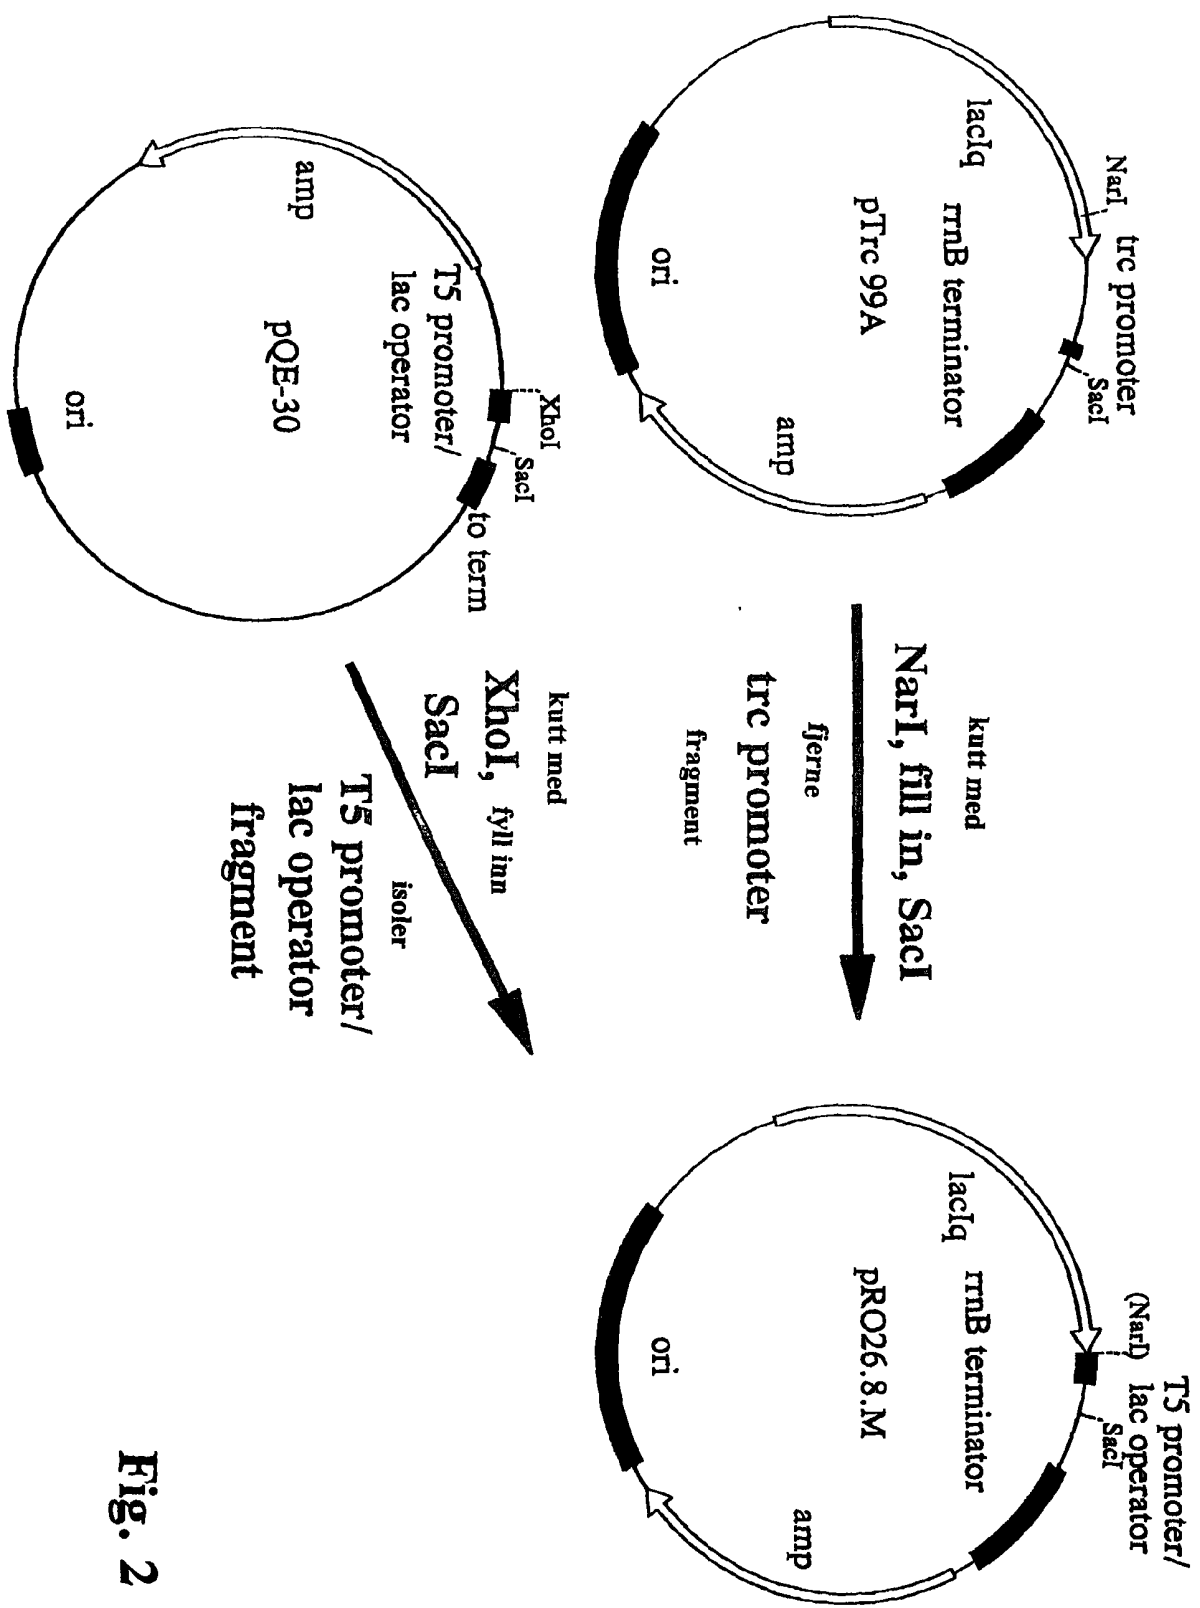 NarI
trc promoter
SacI
lacIq
rrnB terminator
pTrc 99A
ori
amp
kutt med
NarI, fill in, SacI
fjerne
trc promoter
fragment
(NarI)
T5 promoter/
lac operator
SacI
lacIq
rrnB terminator
pRO26.8.M
ori
amp
XhoI
SacI
to term
amp
T5 promoter/
lac operator
pQE-30
ori
kutt med
XhoI, fyll inn
SacI
isoler
T5 promoter/
lac operator
fragment
Fig. 2